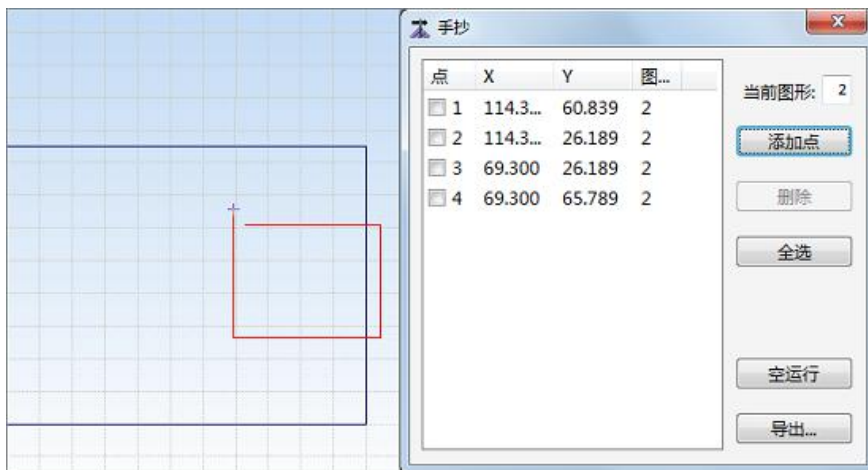 手抄
点 X Y 图...
1 114.3... 60.839 2
2 114.3... 26.189 2
3 69.300 26.189 2
4 69.300 65.789 2
当前图形: 2
添加点
删除
全选
空运行
导出...